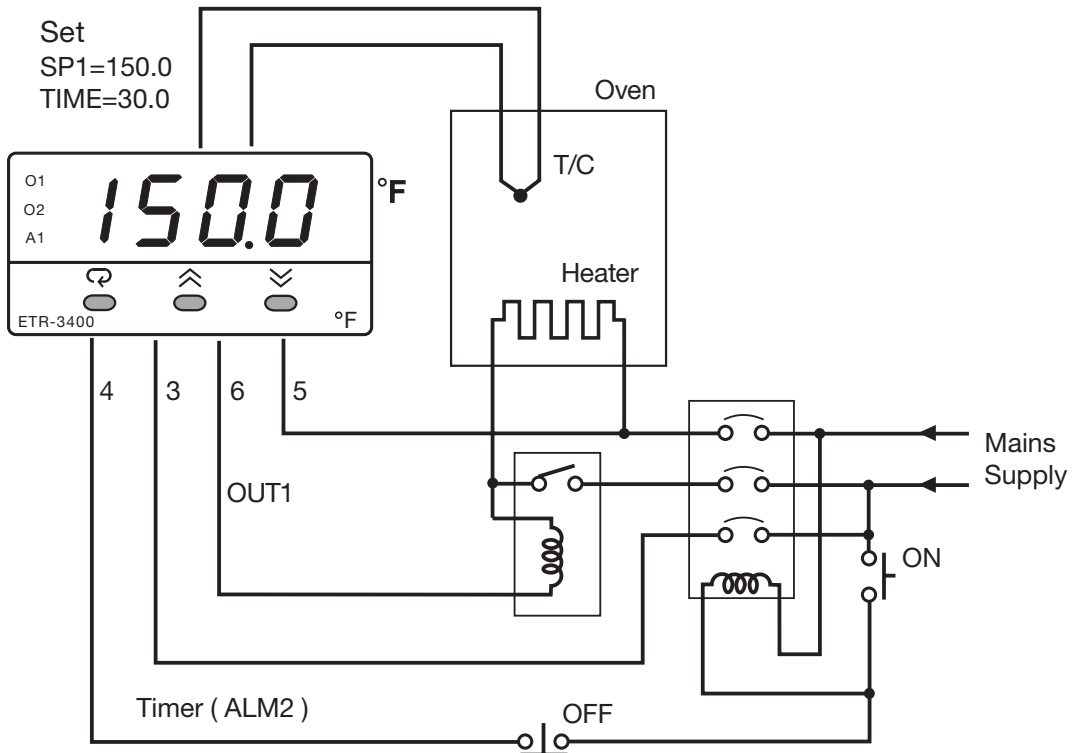 Set
SP1=150.0
TIME=30.0
Oven
T/C
O1
O2
A1
150.0
°F
Heater
ETR-3400
°F
4
3
6
5
Mains
Supply
OUT1
ON
Timer ( ALM2 )
OFF